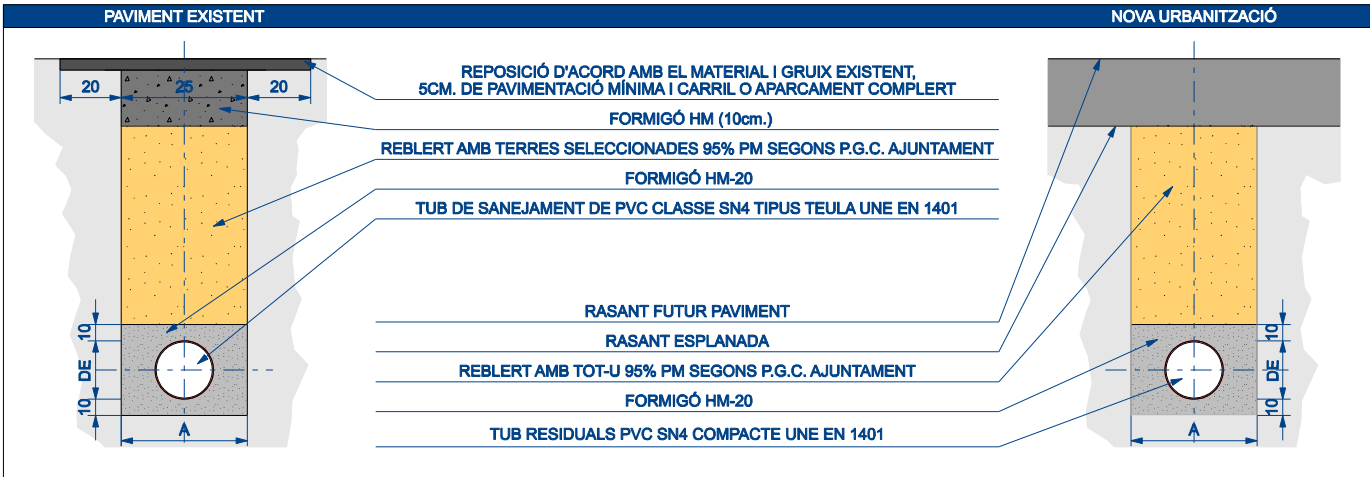 PAVIMENT EXISTENT
NOVA URBANITZACIÓ
REPOSICIÓ D'ACORD AMB EL MATERIAL I GRUIX EXISTENT,
5CM. DE PAVIMENTACIÓ MÍNIMA I CARRIL O APARCAMENT COMPLERT
20
25
20
FORMIGÓ HM (10cm.)
REBLERT AMB TERRES SELECCIONADES 95% PM SEGONS P.G.C. AJUNTAMENT
FORMIGÓ HM-20
TUB DE SANEJAMENT DE PVC CLASSE SN4 TIPUS TEULA UNE EN 1401
RASANT FUTUR PAVIMENT
RASANT ESPLANADA
REBLERT AMB TOT-U 95% PM SEGONS P.G.C. AJUNTAMENT
FORMIGÓ HM-20
TUB RESIDUALS PVC SN4 COMPACTE UNE EN 1401
10
DE
10
A
10
DE
10
A